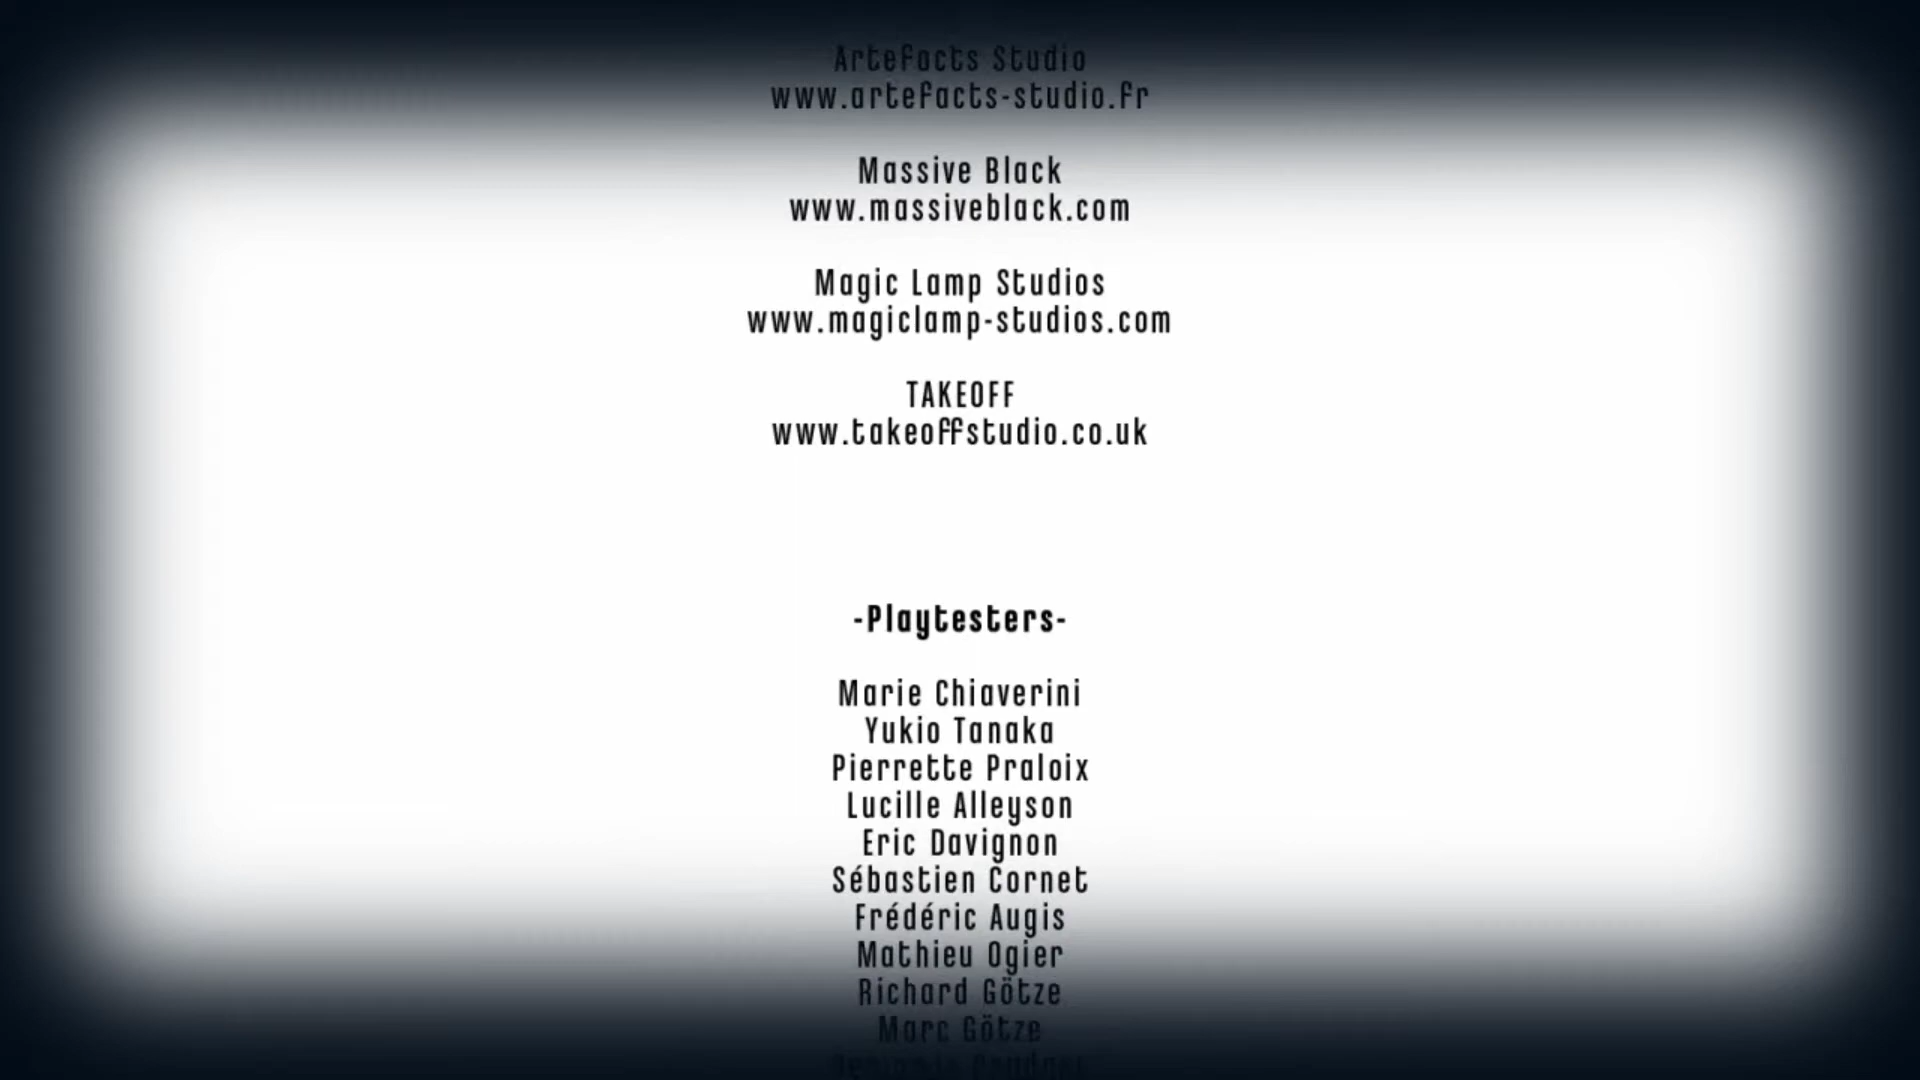 Artefacts Studio
www.artefacts-studio.fr
Massive Black
www.massiveblack.com
Magic Lamp Studios
www.magiclamp-studios.com
TAKEOFF
www.takeoffstudio.co.uk
-Playtesters-
Marie Chiaverini
Yukio Tanaka
Pierrette Praloix
Lucille Alleyson
Eric Davignon
Sébastien Cornet
Frédéric Augis
Mathieu Ogier
Richard Götze
Marc Götze